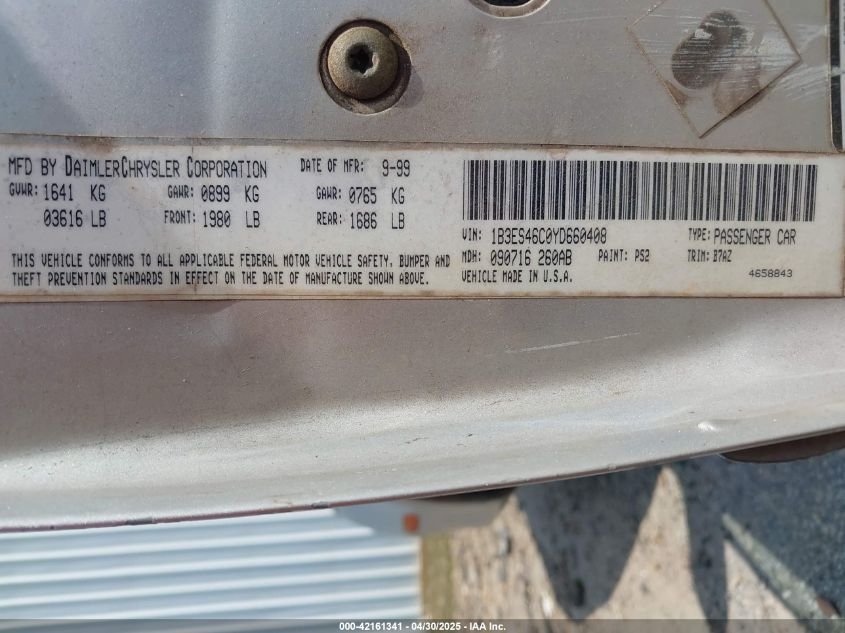 MFD BY DAIMLERCHRYSLER CORPORATION DATE OF MFR: 9-99
GVWR: 1641 KG GAWR: 0899 KG GAWR: 0765 KG
03616 LB FRONT: 1980 LB REAR: 1686 LB
THIS VEHICLE CONFORMS TO ALL APPLICABLE FEDERAL MOTOR VEHICLE SAFETY, BUMPER AND
THEFT PREVENTION STANDARDS IN EFFECT ON THE DATE OF MANUFACTURE SHOWN ABOVE.
VIN: 1B3ES46C0YD660408 TYPE: PASSENGER CAR
MDH: 090716 260AB PAINT: PS2 TRIM: B7AZ
VEHICLE MADE IN U.S.A. 4658843
000-42161341 - 04/30/2025 - IAA Inc.